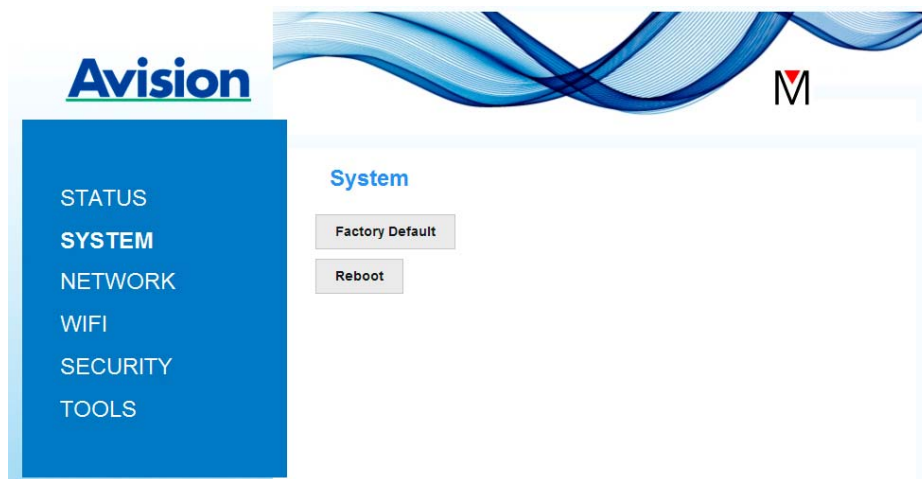 Avision
STATUS
SYSTEM
NETWORK
WIFI
SECURITY
TOOLS
System
Factory Default
Reboot